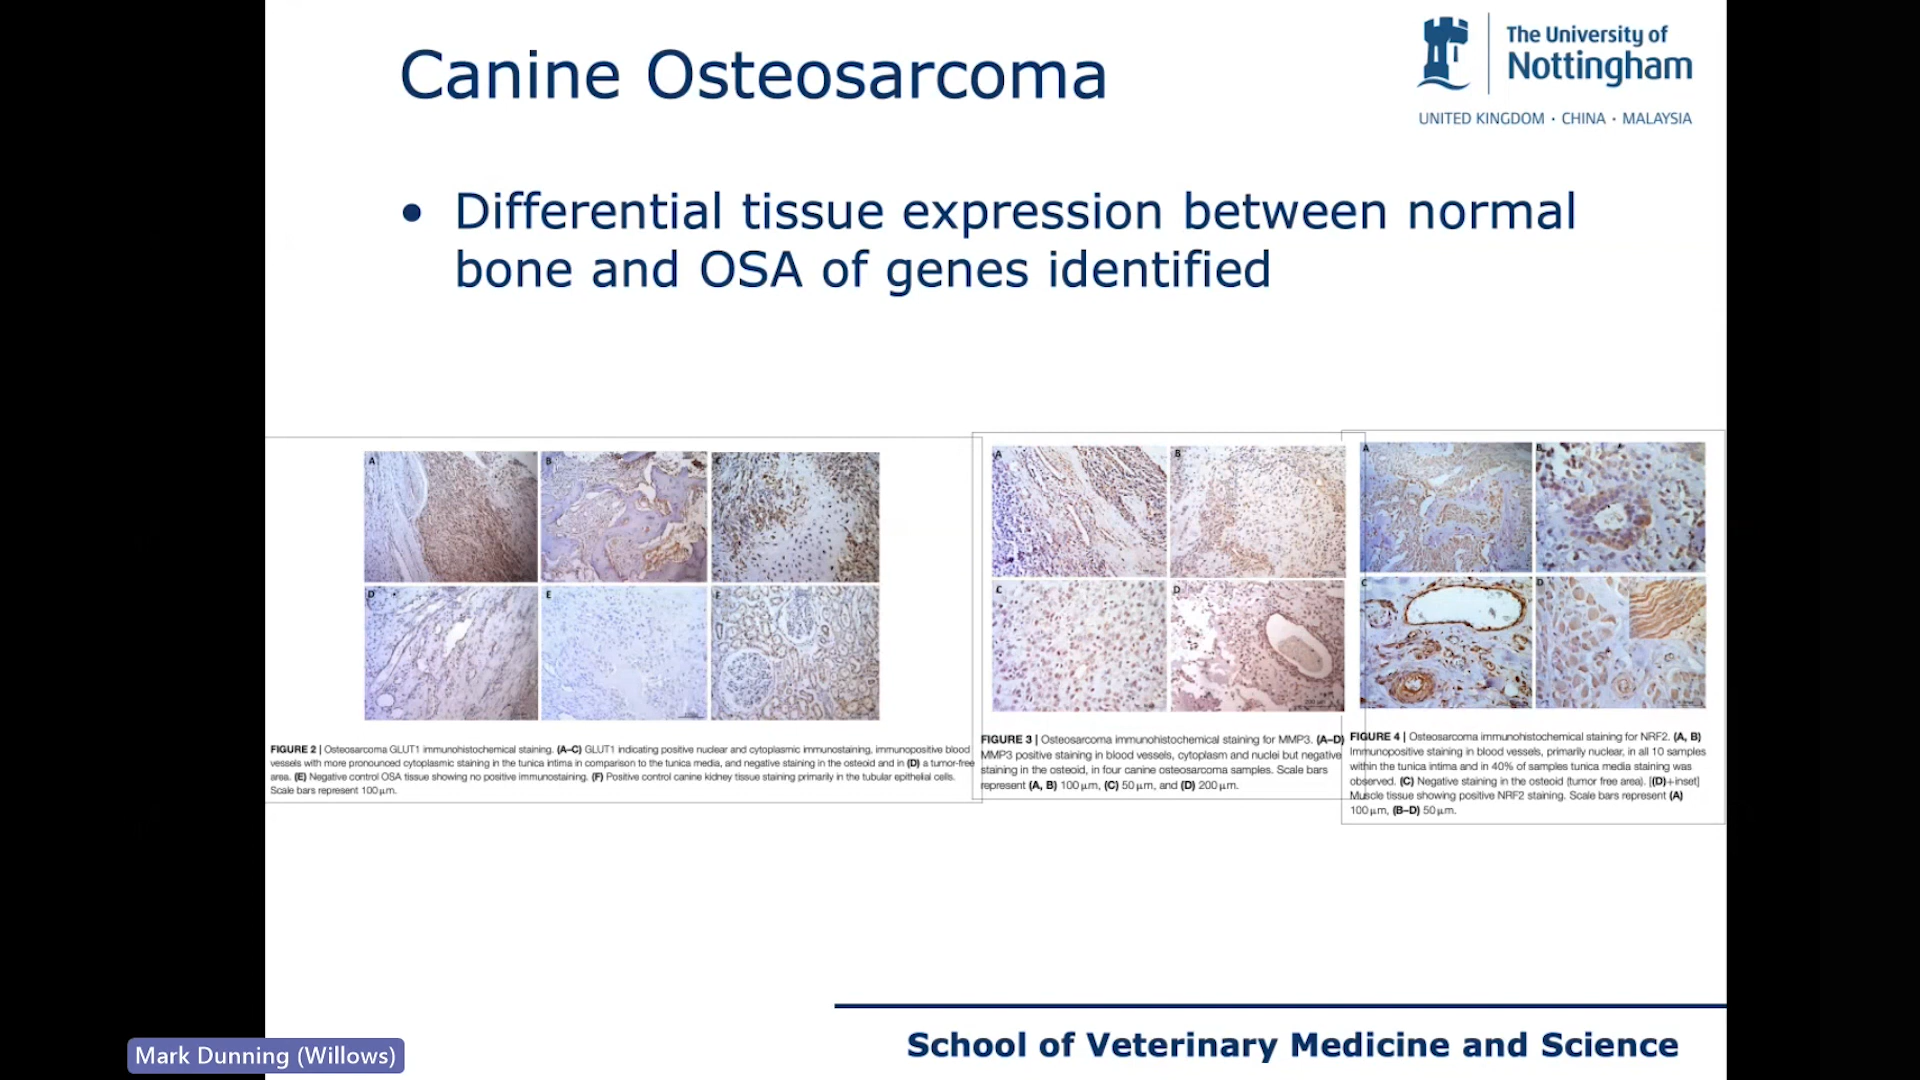 Canine Osteosarcoma
The University of
Nottingham
UNITED KINGDOM · CHINA · MALAYSIA
• Differential tissue expression between normal
bone and OSA of genes identified
A
B
C
D
E
F
FIGURE 2 | Osteosarcoma GLUT1 immunohistochemical staining. (A–C) GLUT1 indicating positive nuclear and cytoplasmic immunostaining, immunopositive blood
vessels with more pronounced cytoplasmic staining in the tunica intima in comparison to the tunica media, and negative staining in the osteoid and in (D) a tumor-free
area. (E) Negative control OSA tissue showing no positive immunostaining. (F) Positive control canine kidney tissue staining primarily in the tubular epithelial cells.
Scale bars represent 100 µm.
A
B
C
D
200 µm
FIGURE 3 | Osteosarcoma immunohistochemical staining for MMP3. (A–D)
MMP3 positive staining in blood vessels, cytoplasm and nuclei but negative
staining in the osteoid, in four canine osteosarcoma samples. Scale bars
represent (A, B) 100 µm, (C) 50 µm, and (D) 200 µm.
A
B
C
D
FIGURE 4 | Osteosarcoma immunohistochemical staining for NRF2. (A, B)
Immunopositive staining in blood vessels, primarily nuclear, in all 10 samples
within the tunica intima and in 40% of samples tunica media staining was
observed. (C) Negative staining in the osteoid (tumor free area). [(D)+inset]
Muscle tissue showing positive NRF2 staining. Scale bars represent (A)
100 µm, (B–D) 50 µm.
School of Veterinary Medicine and Science
Mark Dunning (Willows)